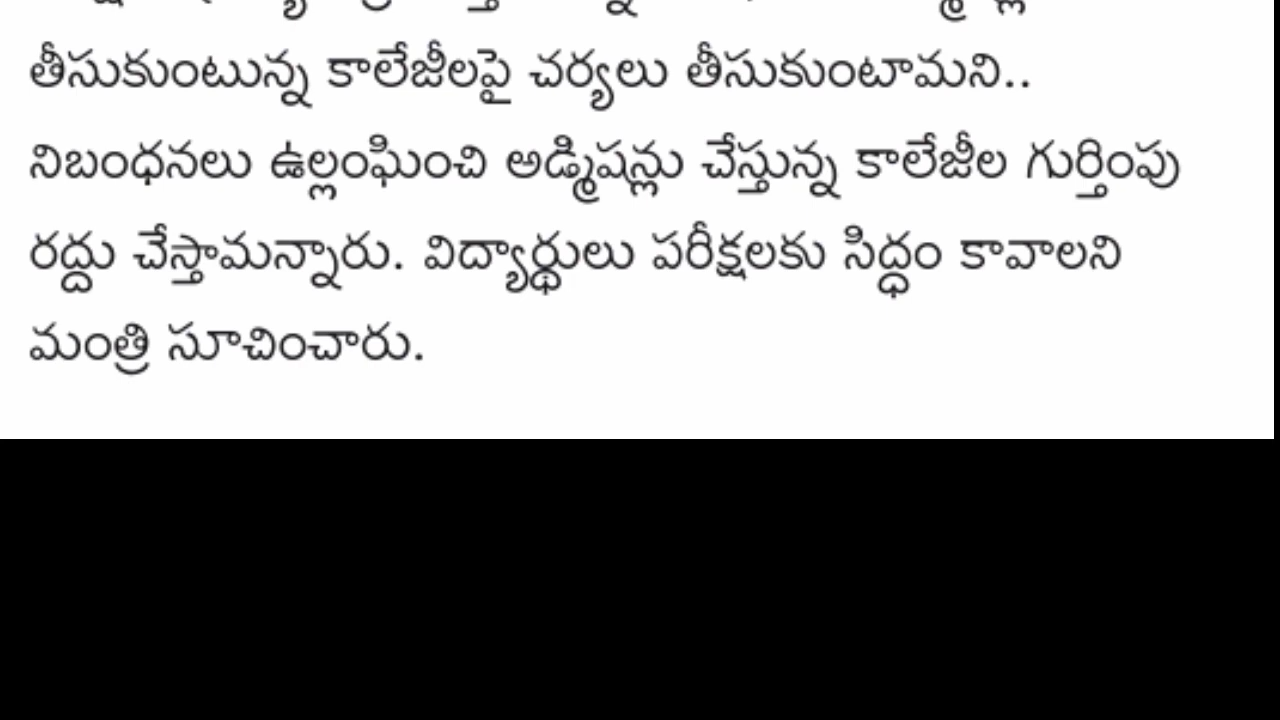 తీసుకుంటున్న కాలేజీలపై చర్యలు తీసుకుంటామని..
నిబంధనలు ఉల్లంఘించి అడ్మిషన్లు చేస్తున్న కాలేజీల గుర్తింపు
రద్దు చేస్తామన్నారు. విద్యార్థులు పరీక్షలకు సిద్ధం కావాలని
మంత్రి సూచించారు.